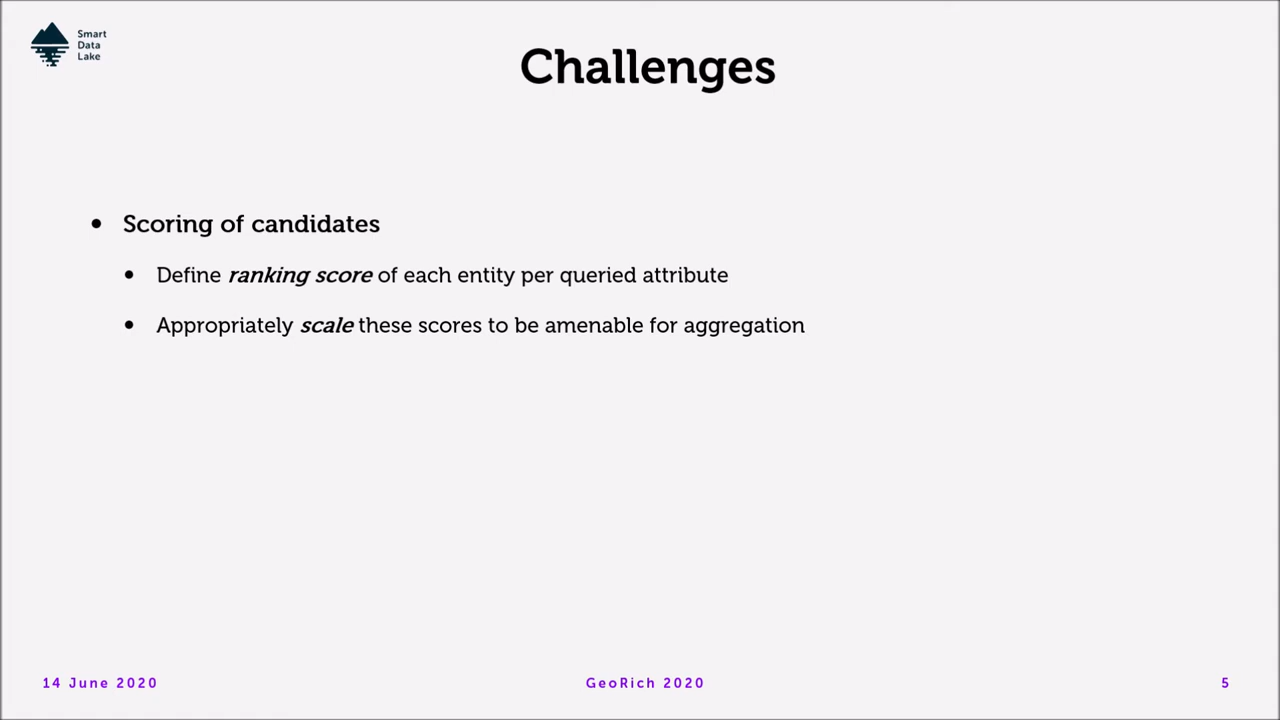 Smart
Data
Lake
Challenges
• Scoring of candidates
• Define ranking score of each entity per queried attribute
• Appropriately scale these scores to be amenable for aggregation
14 June 2020
GeoRich 2020
5